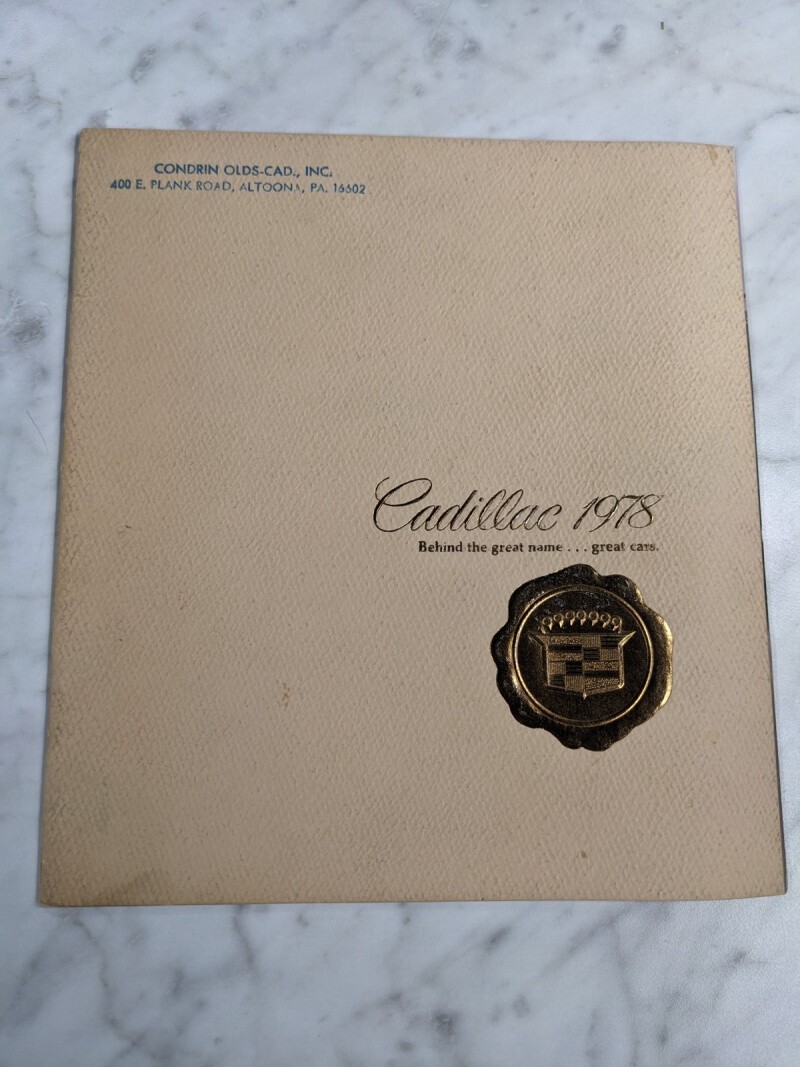 CONDRIN OLDS-CAD., INC.
400 E. PLANK ROAD, ALTOONA, PA. 16602
Cadillac 1978
Behind the great name . . . great cars.